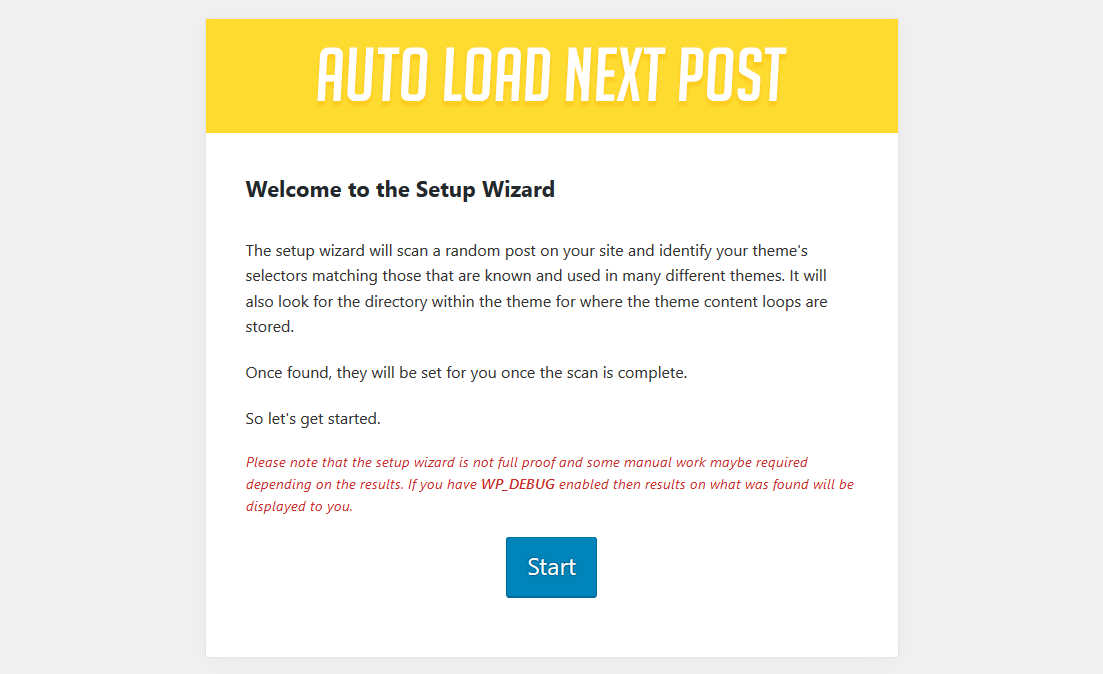 AUTO LOAD NEXT POST
Welcome to the Setup Wizard
The setup wizard will scan a random post on your site and identify your theme's
selectors matching those that are known and used in many different themes. It will
also look for the directory within the theme for where the theme content loops are
stored.
Once found, they will be set for you once the scan is complete.
So let's get started.
Please note that the setup wizard is not full proof and some manual work maybe required
depending on the results. If you have WP_DEBUG enabled then results on what was found will be
displayed to you.
Start